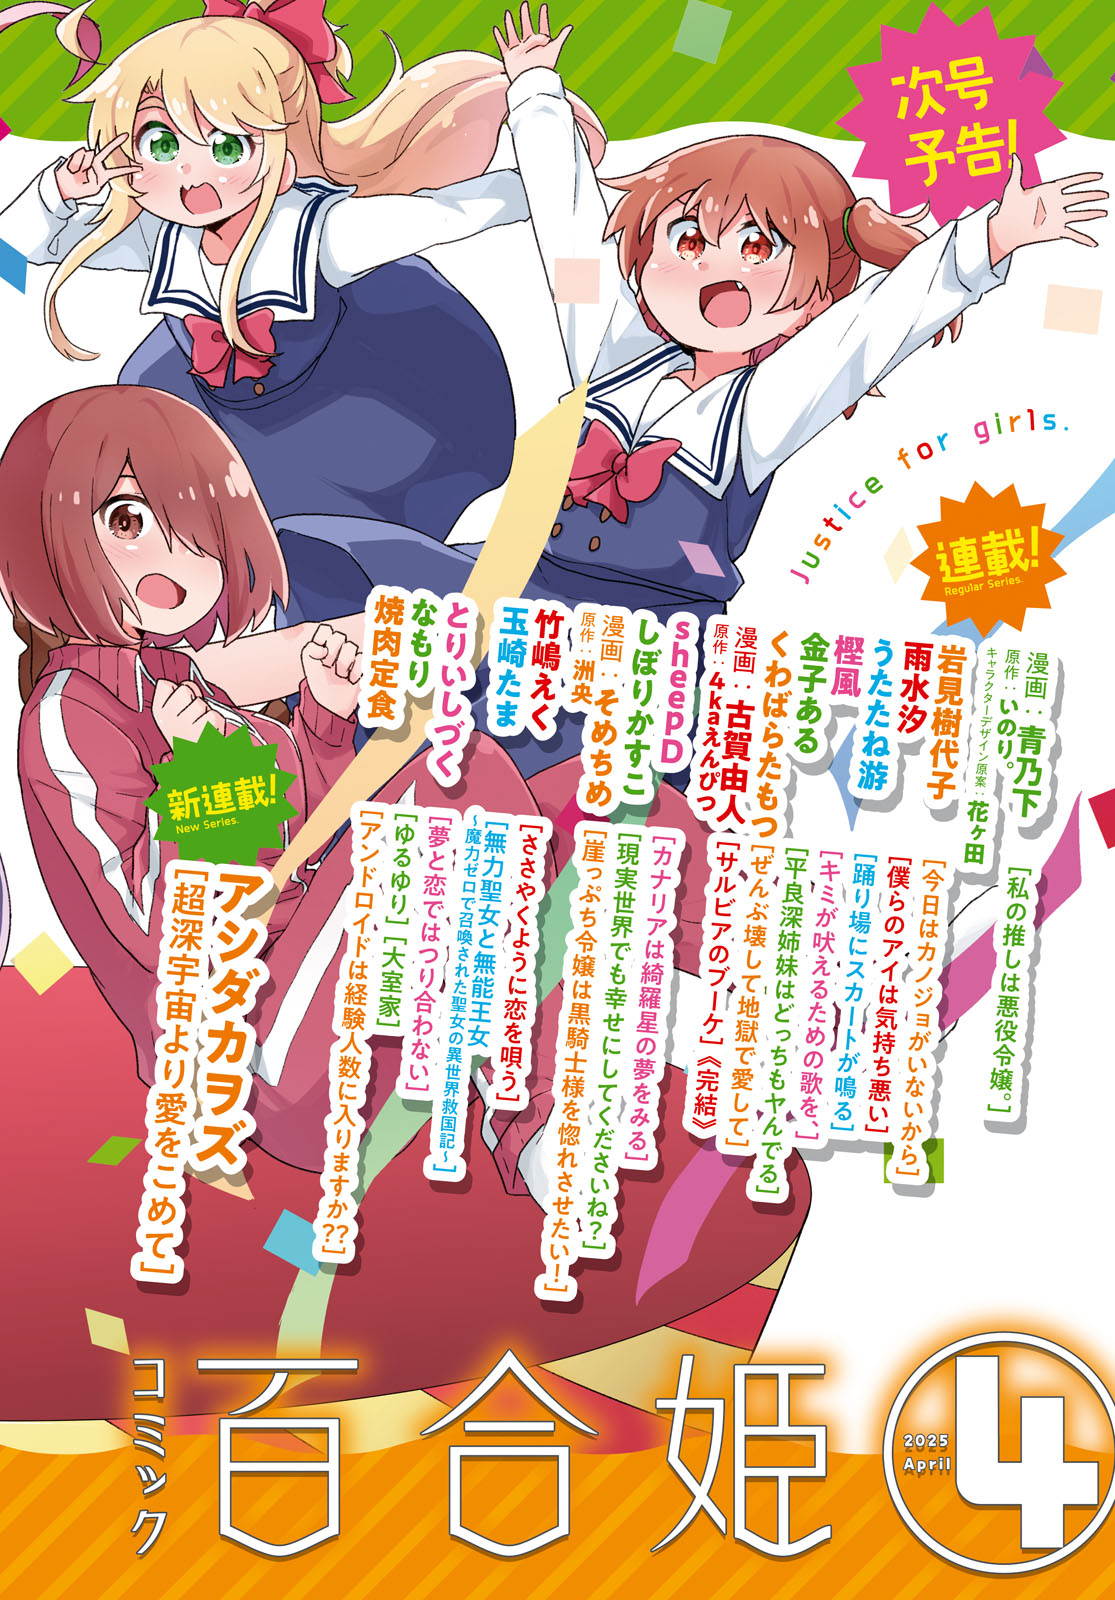 次号
予告!
Justice for girls.
連載!
Regular Series.
漫画：青乃下
原作：いのり。
キャラクターデザイン原案：花ヶ田
[私の推しは悪役令嬢。]
岩見樹代子
[今日はカノジョがいないから]
雨水汐
[僕らのアイは気持ち悪い]
うたたね游
[踊り場にスカートが鳴る]
樫風
[キミが吠えるための歌を、]
金子ある
[平良深姉妹はどっちもヤんでる]
くわばらたもつ
[ぜんぶ壊して地獄で愛して]
漫画：古賀由人
原作：4kaえんぴつ
[サルビアのブーケ]《完結》
sheepD
[カナリアは綺羅星の夢をみる]
しぼりかすこ
[現実世界でも幸せにしてくださいね?]
漫画：そめちめ
原作：洲央
[崖っぷち令嬢は黒騎士様を惚れさせたい!]
竹嶋えく
[ささやくように恋を唄う]
玉崎たま
[無力聖女と無能王女
～魔力ゼロで召喚された聖女の異世界救国記～]
とりいしづく
[夢と恋ではつり合わない]
なもり
[ゆるゆり][大室家]
焼肉定食
[アンドロイドは経験人数に入りますか??]
新連載!
New Series.
アシダカヲズ
[超深宇宙より愛をこめて]
コミック
百合姫
2025
April
4